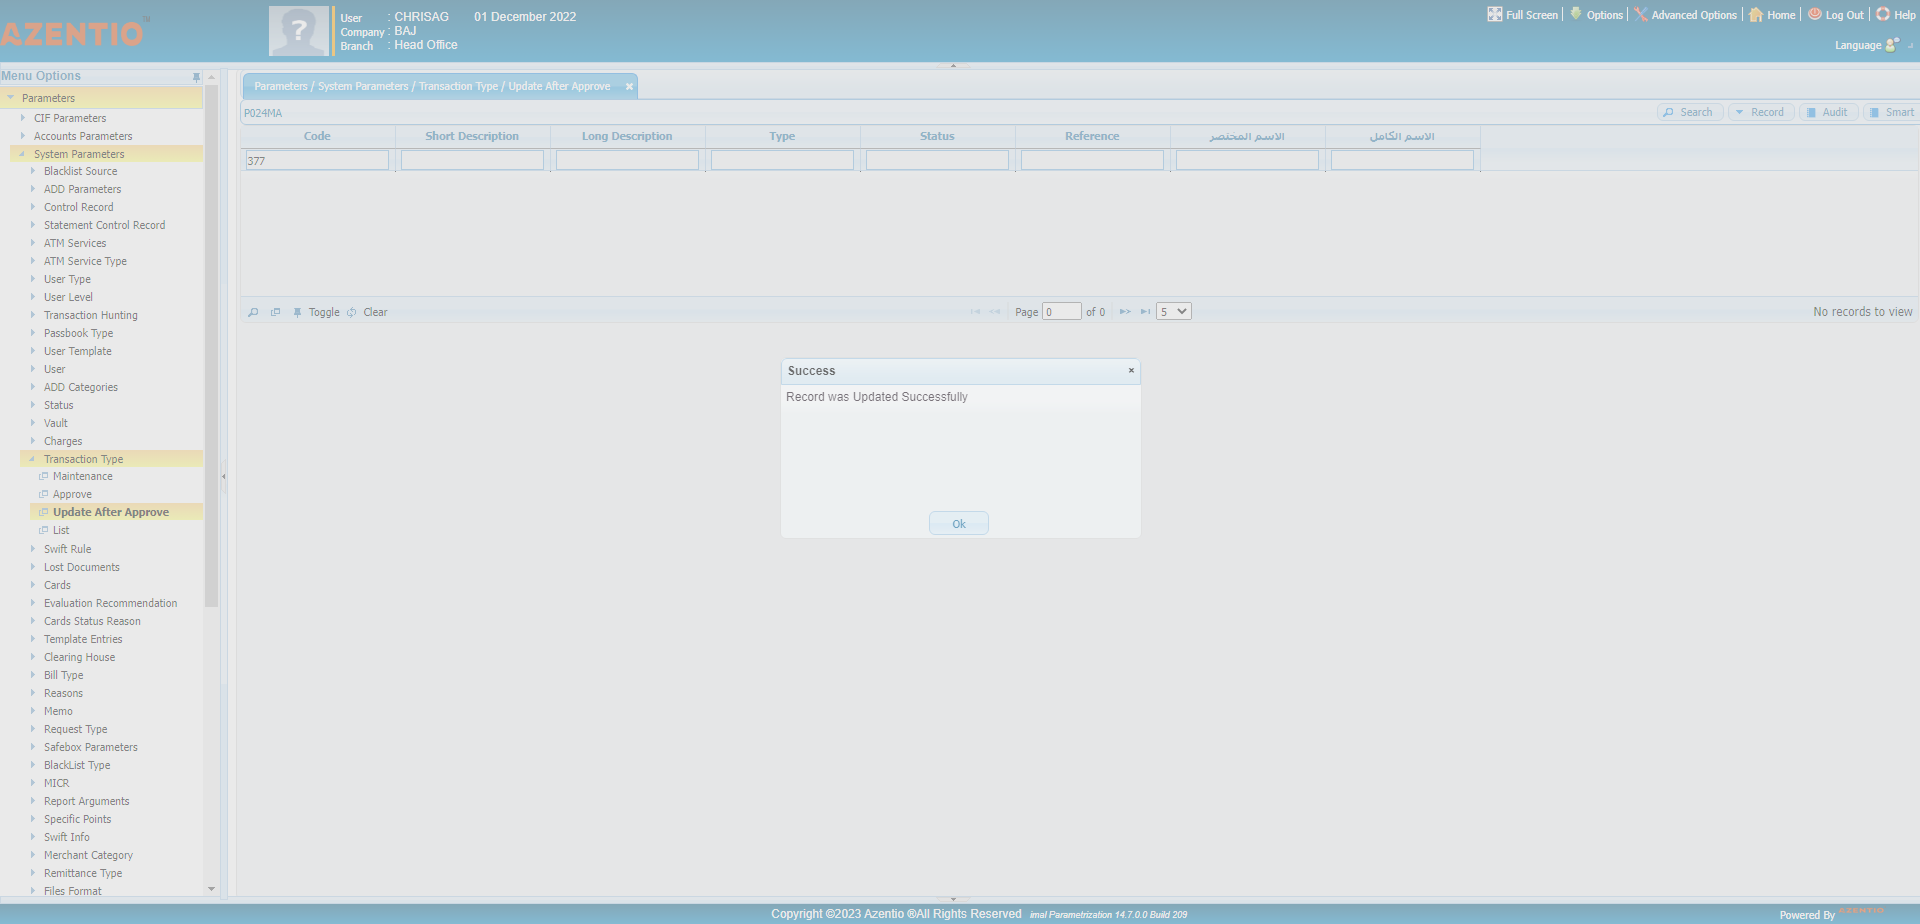 AZENTIO
TM
User : CHRISAG 01 December 2022
Company : BAJ
Branch : Head Office
Full Screen
Options
Advanced Options
Home
Log Out
Help
Language
Menu Options
Parameters
CIF Parameters
Accounts Parameters
System Parameters
Blacklist Source
ADD Parameters
Control Record
Statement Control Record
ATM Services
ATM Service Type
User Type
User Level
Transaction Hunting
Passbook Type
User Template
User
ADD Categories
Status
Vault
Charges
Transaction Type
Maintenance
Approve
Update After Approve
List
Swift Rule
Lost Documents
Cards
Evaluation Recommendation
Cards Status Reason
Template Entries
Clearing House
Bill Type
Reasons
Memo
Request Type
Safebox Parameters
BlackList Type
MICR
Report Arguments
Specific Points
Swift Info
Merchant Category
Remittance Type
Files Format
Parameters / System Parameters / Transaction Type / Update After Approve
P024MA
Search
Record
Audit
Smart
Code Short Description Long Description Type Status Reference الاسم المختصر الاسم الكامل
377
Toggle Clear
Page 0 of 0
5
No records to view
Success
Record was Updated Successfully
Ok
Copyright ©2023 Azentio ®All Rights Reserved imal Parametrization 14.7.0.0 Build 209
Powered By AZENTIO